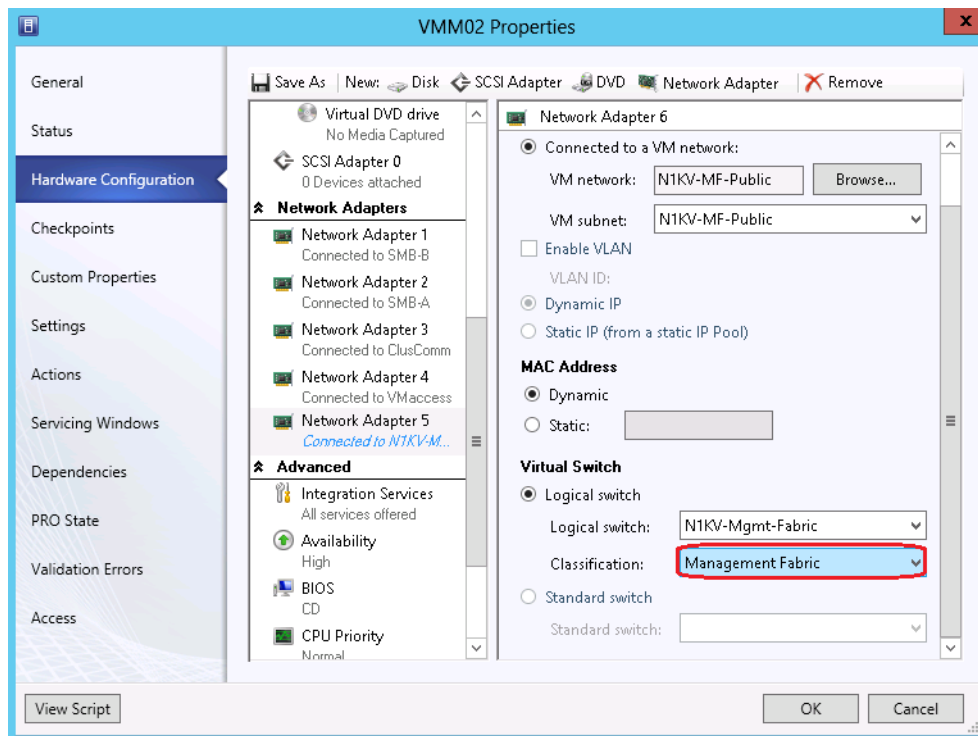 VMM02 Properties
x
General
Status
Hardware Configuration
Checkpoints
Custom Properties
Settings
Actions
Servicing Windows
Dependencies
PRO State
Validation Errors
Access
Save As New: Disk SCSI Adapter DVD Network Adapter Remove
Virtual DVD drive
No Media Captured
SCSI Adapter 0
0 Devices attached
Network Adapters
Network Adapter 1
Connected to SMB-B
Network Adapter 2
Connected to SMB-A
Network Adapter 3
Connected to ClusComm
Network Adapter 4
Connected to VMaccess
Network Adapter 5
Connected to N1KV-M...
Advanced
Integration Services
All services offered
Availability
High
BIOS
CD
CPU Priority
Normal
Network Adapter 6
Connected to a VM network:
VM network: N1KV-MF-Public Browse...
VM subnet: N1KV-MF-Public
Enable VLAN
VLAN ID:
Dynamic IP
Static IP (from a static IP Pool)
MAC Address
Dynamic
Static:
Virtual Switch
Logical switch
Logical switch: N1KV-Mgmt-Fabric
Classification: Management Fabric
Standard switch
Standard switch:
View Script OK Cancel